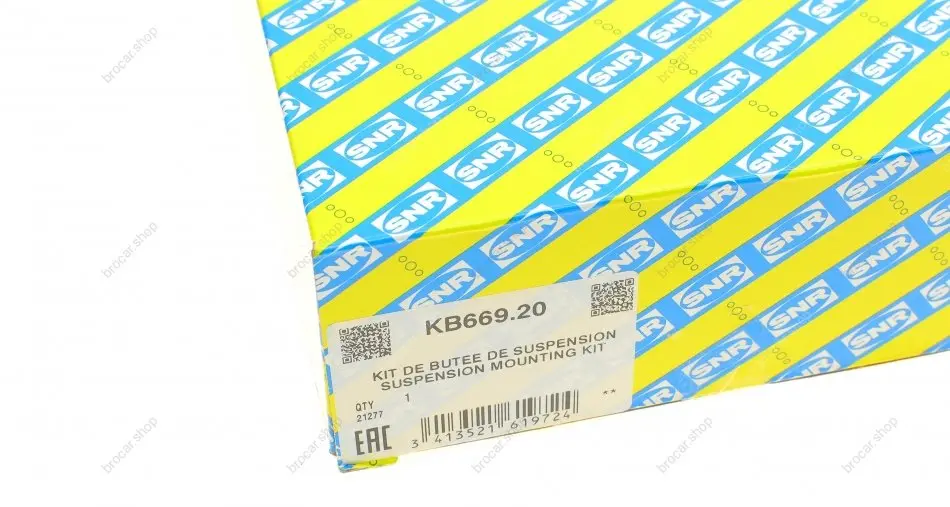 SNR
KB669.20
KIT DE BUTEE DE SUSPENSION
SUSPENSION MOUNTING KIT
QTY 1
21277
**
EAC
3 413521 619724
brocar.shop